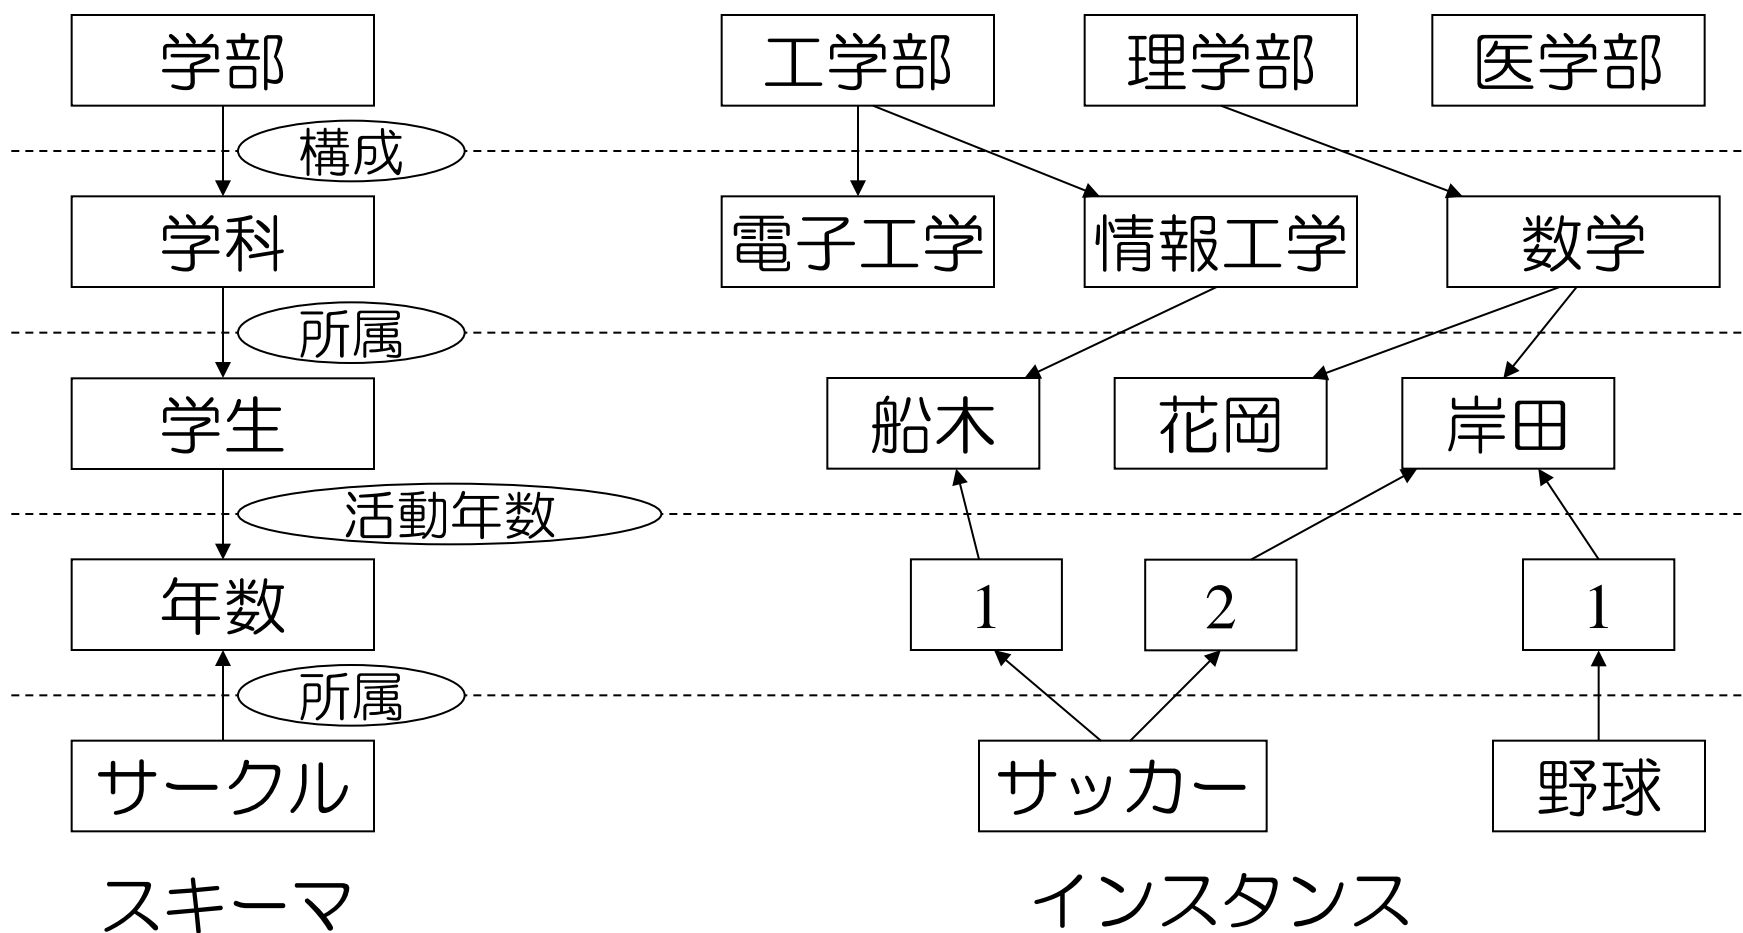 学部 工学部 理学部 医学部
構成
学科 電子工学 情報工学 数学
所属
学生 船木 花岡 岸田
活動年数
年数 1 2 1
所属
サークル サッカー 野球
スキーマ インスタンス